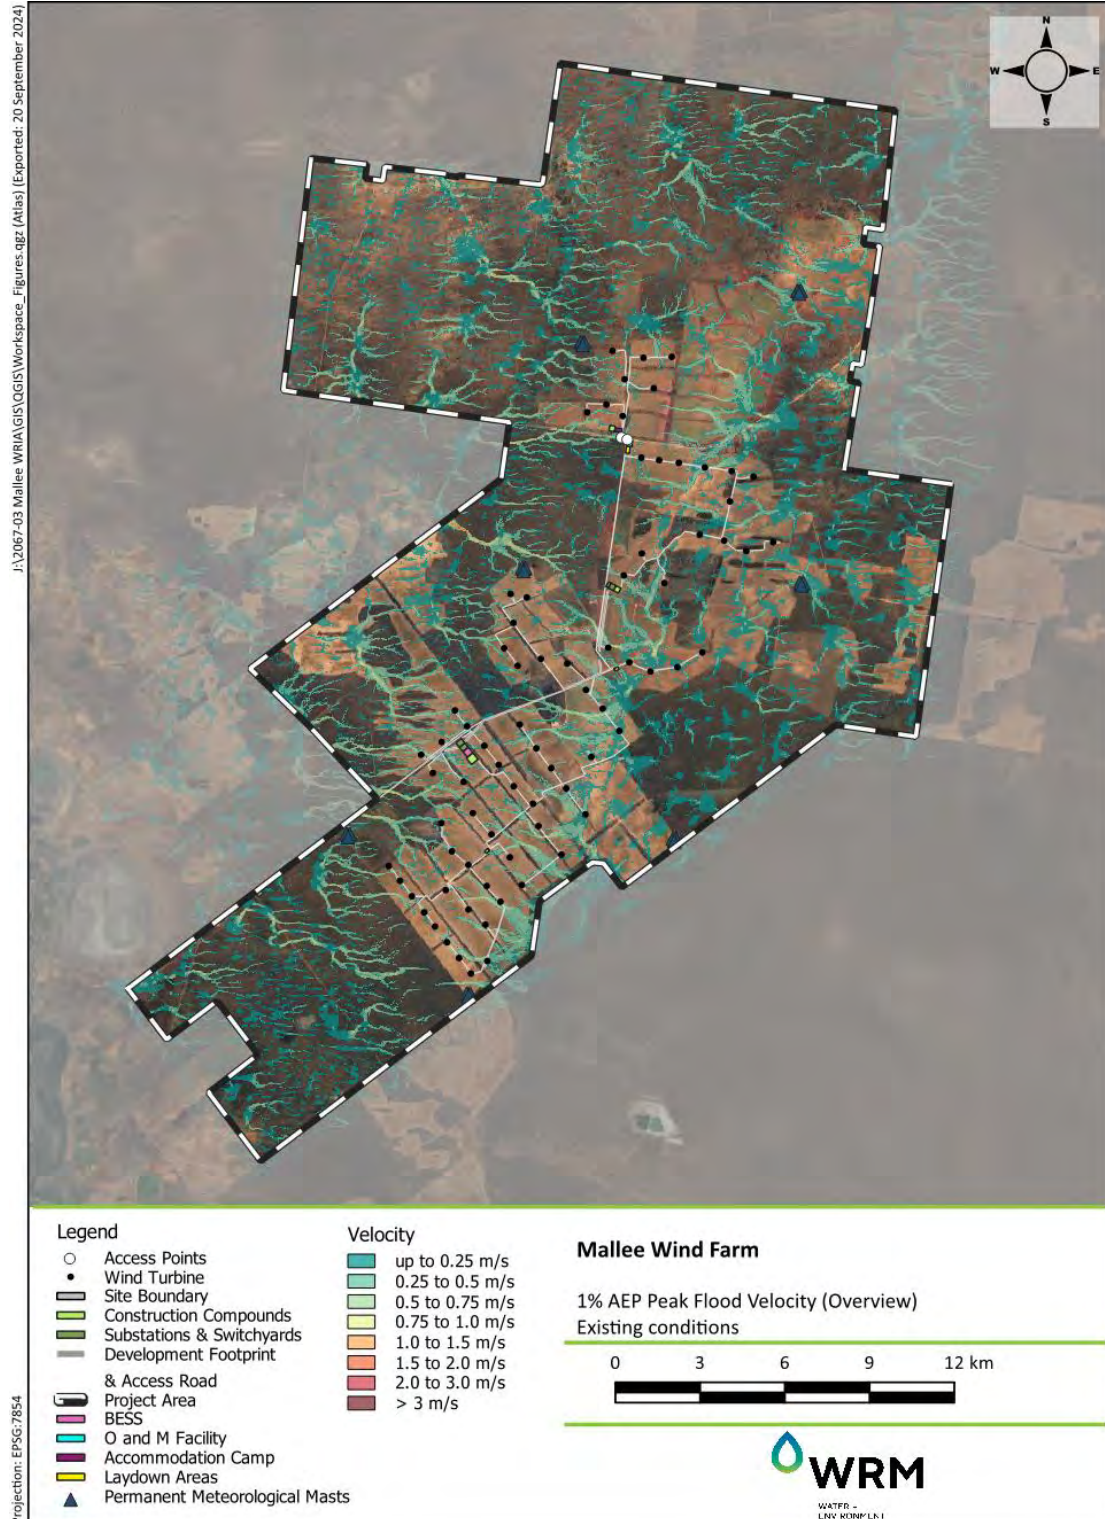 J:\2067-03 Mallee WRIA\GIS\QGIS\Workspace_Figures.qgz (Atlas) (Exported: 20 September 2024)
N
W
E
S
Legend
Access Points
Wind Turbine
Site Boundary
Construction Compounds
Substations & Switchyards
Development Footprint
& Access Road
Project Area
BESS
O and M Facility
Accommodation Camp
Laydown Areas
Permanent Meteorological Masts
Velocity
up to 0.25 m/s
0.25 to 0.5 m/s
0.5 to 0.75 m/s
0.75 to 1.0 m/s
1.0 to 1.5 m/s
1.5 to 2.0 m/s
2.0 to 3.0 m/s
> 3 m/s
Mallee Wind Farm
1% AEP Peak Flood Velocity (Overview)
Existing conditions
0 3 6 9 12 km
WRM
WATER +
ENVIRONMENT
Projection: EPSG:7854